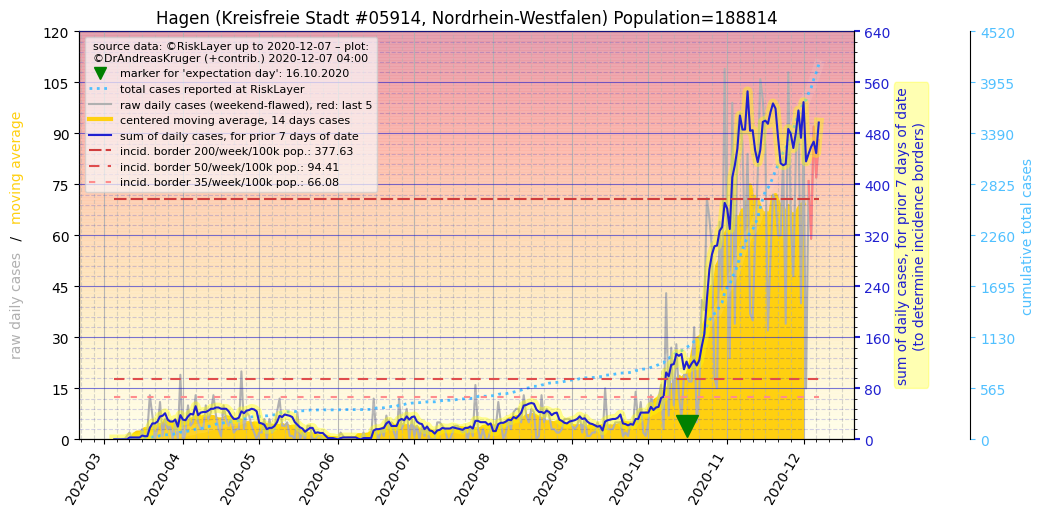 Hagen (Kreisfreie Stadt #05914, Nordrhein-Westfalen) Population=188814
source data: ©RiskLayer up to 2020-12-07 – plot:
©DrAndreasKruger (+contrib.) 2020-12-07 04:00
marker for 'expectation day': 16.10.2020
total cases reported at RiskLayer
raw daily cases (weekend-flawed), red: last 5
centered moving average, 14 days cases
sum of daily cases, for prior 7 days of date
incid. border 200/week/100k pop.: 377.63
incid. border 50/week/100k pop.: 94.41
incid. border 35/week/100k pop.: 66.08
raw daily cases / moving average
120
105
90
75
60
45
30
15
0
2020-03
2020-04
2020-05
2020-06
2020-07
2020-08
2020-09
2020-10
2020-11
2020-12
640
560
480
400
320
240
160
80
0
sum of daily cases, for prior 7 days of date
(to determine incidence borders)
4520
3955
3390
2825
2260
1695
1130
565
0
cumulative total cases